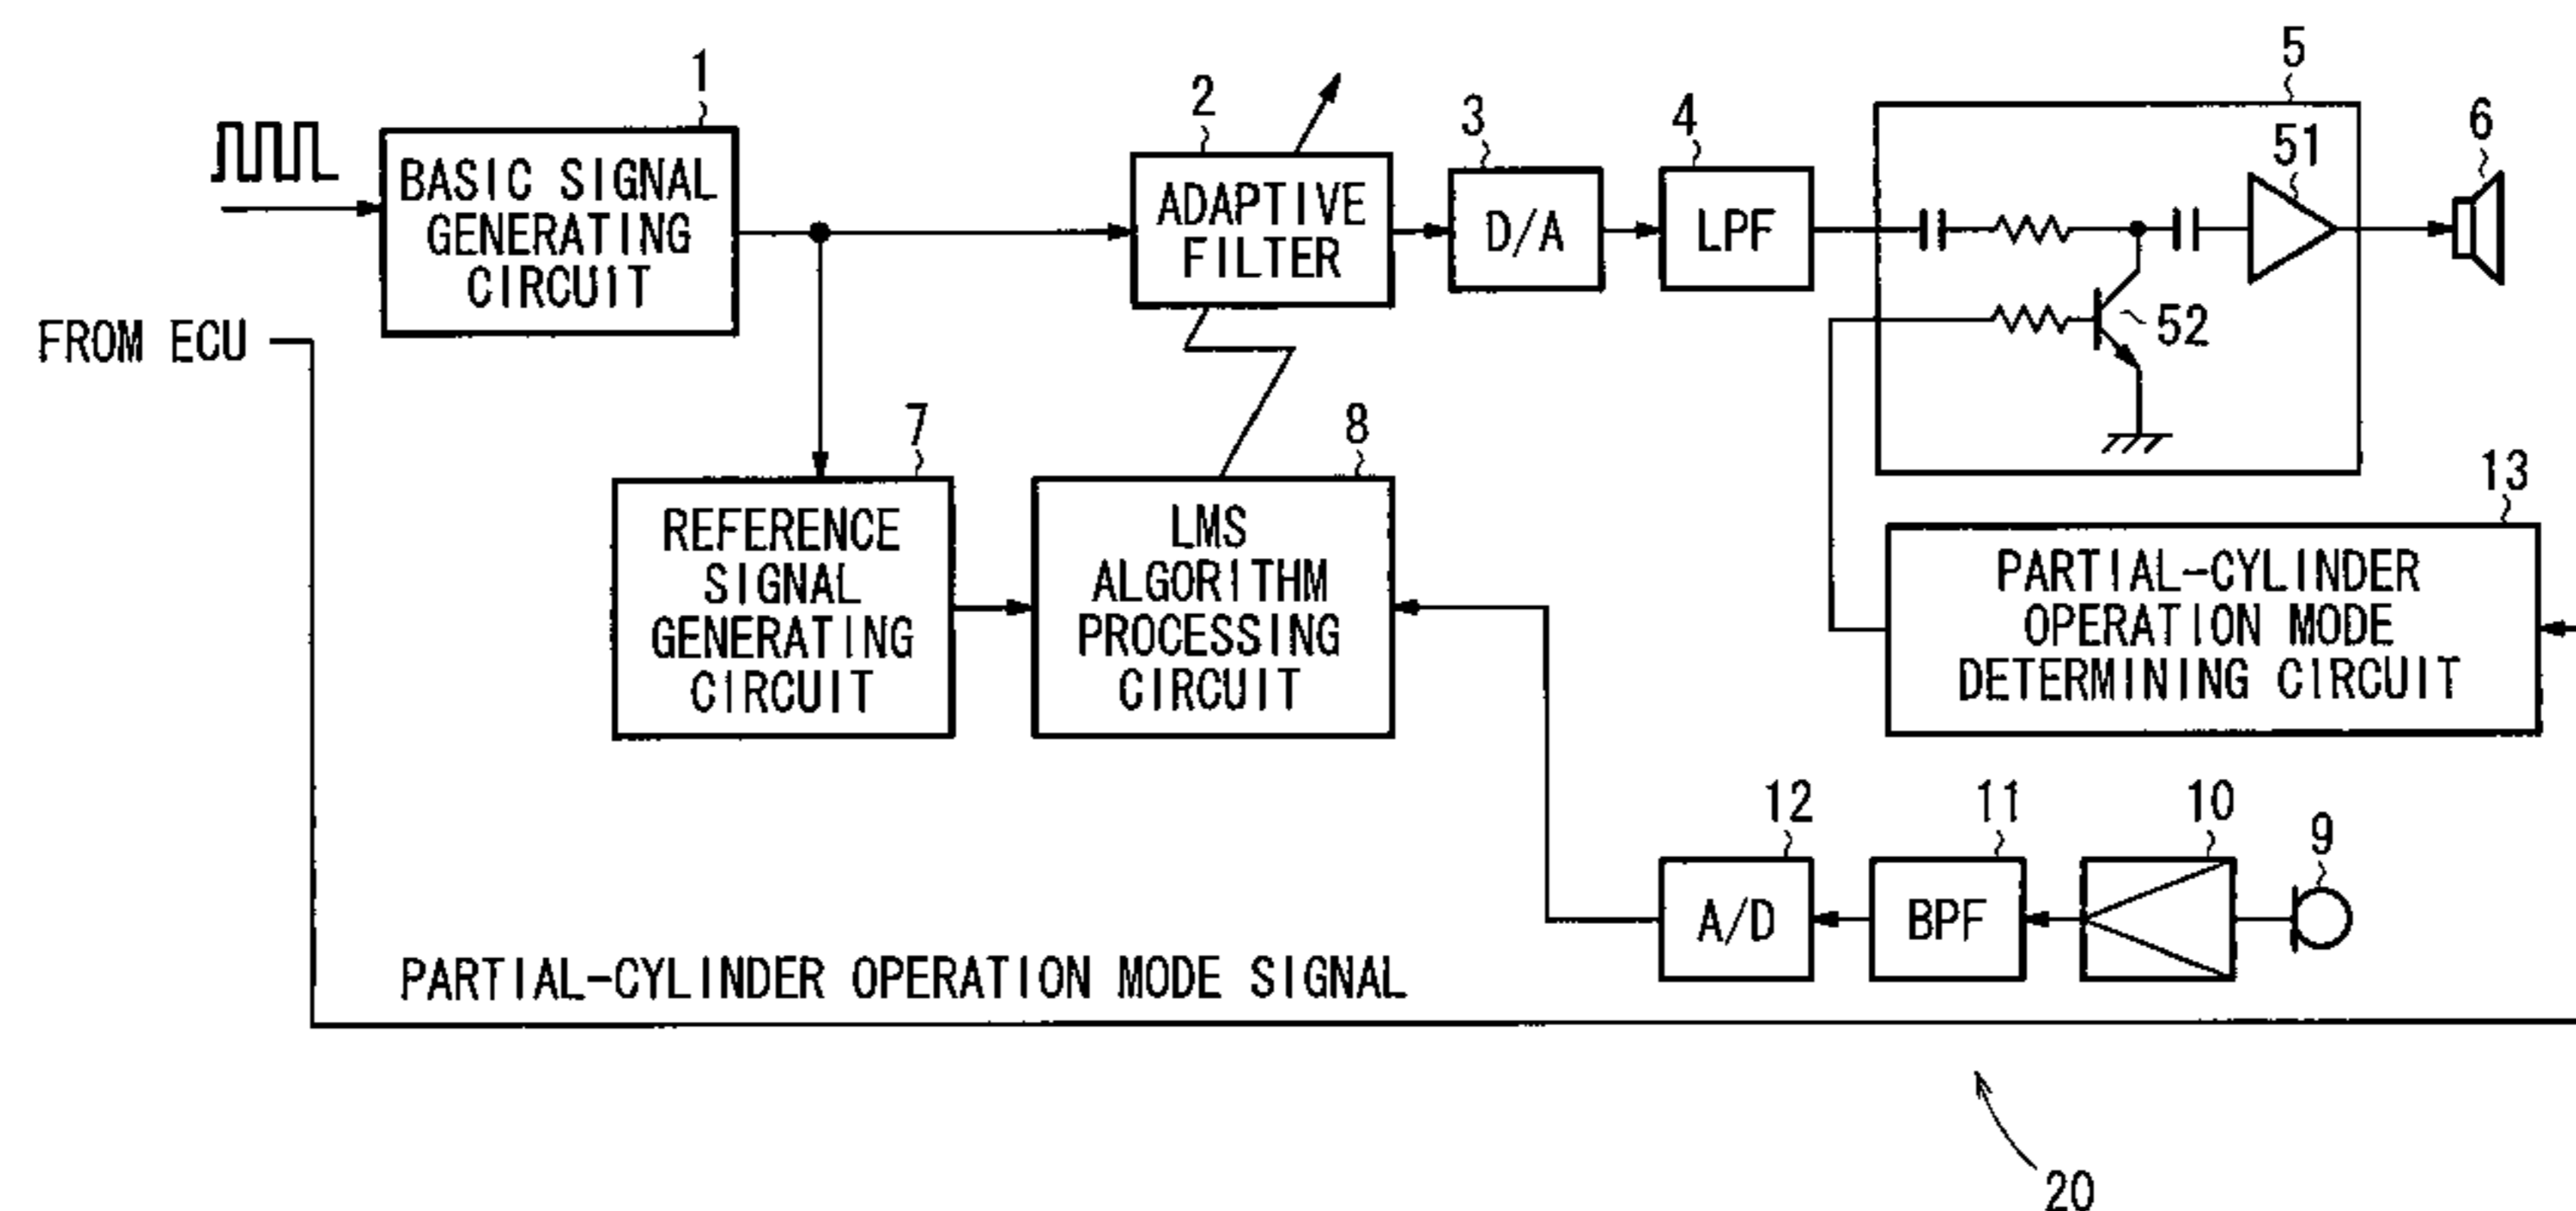 1
BASIC SIGNAL
GENERATING
CIRCUIT
2
ADAPTIVE
FILTER
3
D/A
4
LPF
5
51
52
6
FROM ECU
7
REFERENCE
SIGNAL
GENERATING
CIRCUIT
8
LMS
ALGORITHM
PROCESSING
CIRCUIT
13
PARTIAL-CYLINDER
OPERATION MODE
DETERMINING CIRCUIT
12
A/D
11
BPF
10
9
PARTIAL-CYLINDER OPERATION MODE SIGNAL
20